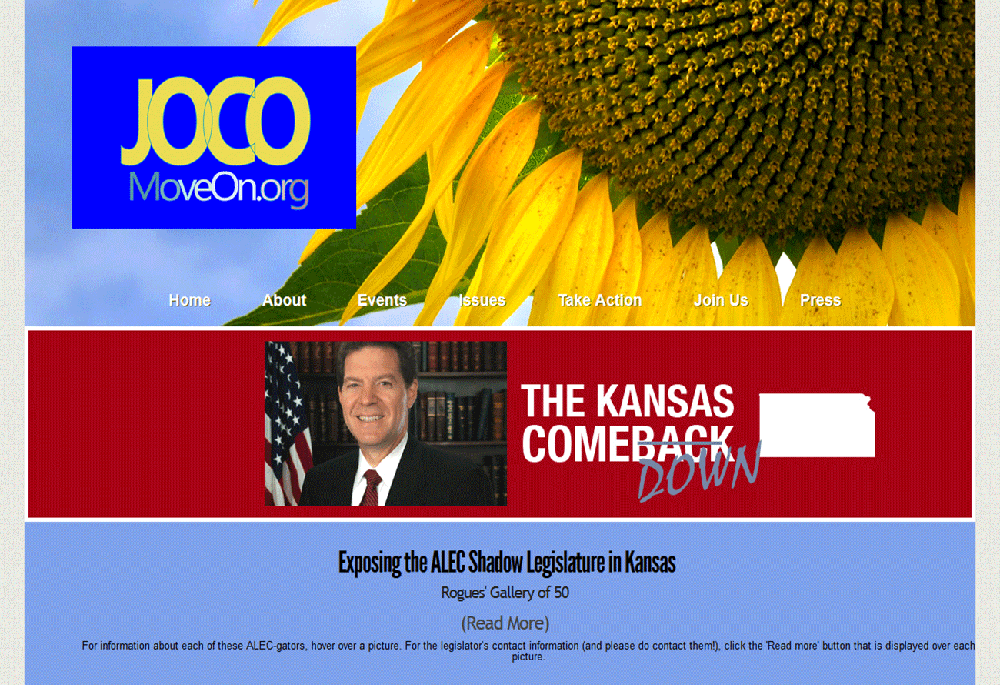 JOCO
MoveOn.org
Home About Events Issues Take Action Join Us Press
THE KANSAS
COMEBACK
DOWN
Exposing the ALEC Shadow Legislature in Kansas
Rogues' Gallery of 50
(Read More)
For information about each of these ALEC-gators, hover over a picture. For the legislator's contact information (and please do contact them!), click the 'Read more' button that is displayed over each
picture.